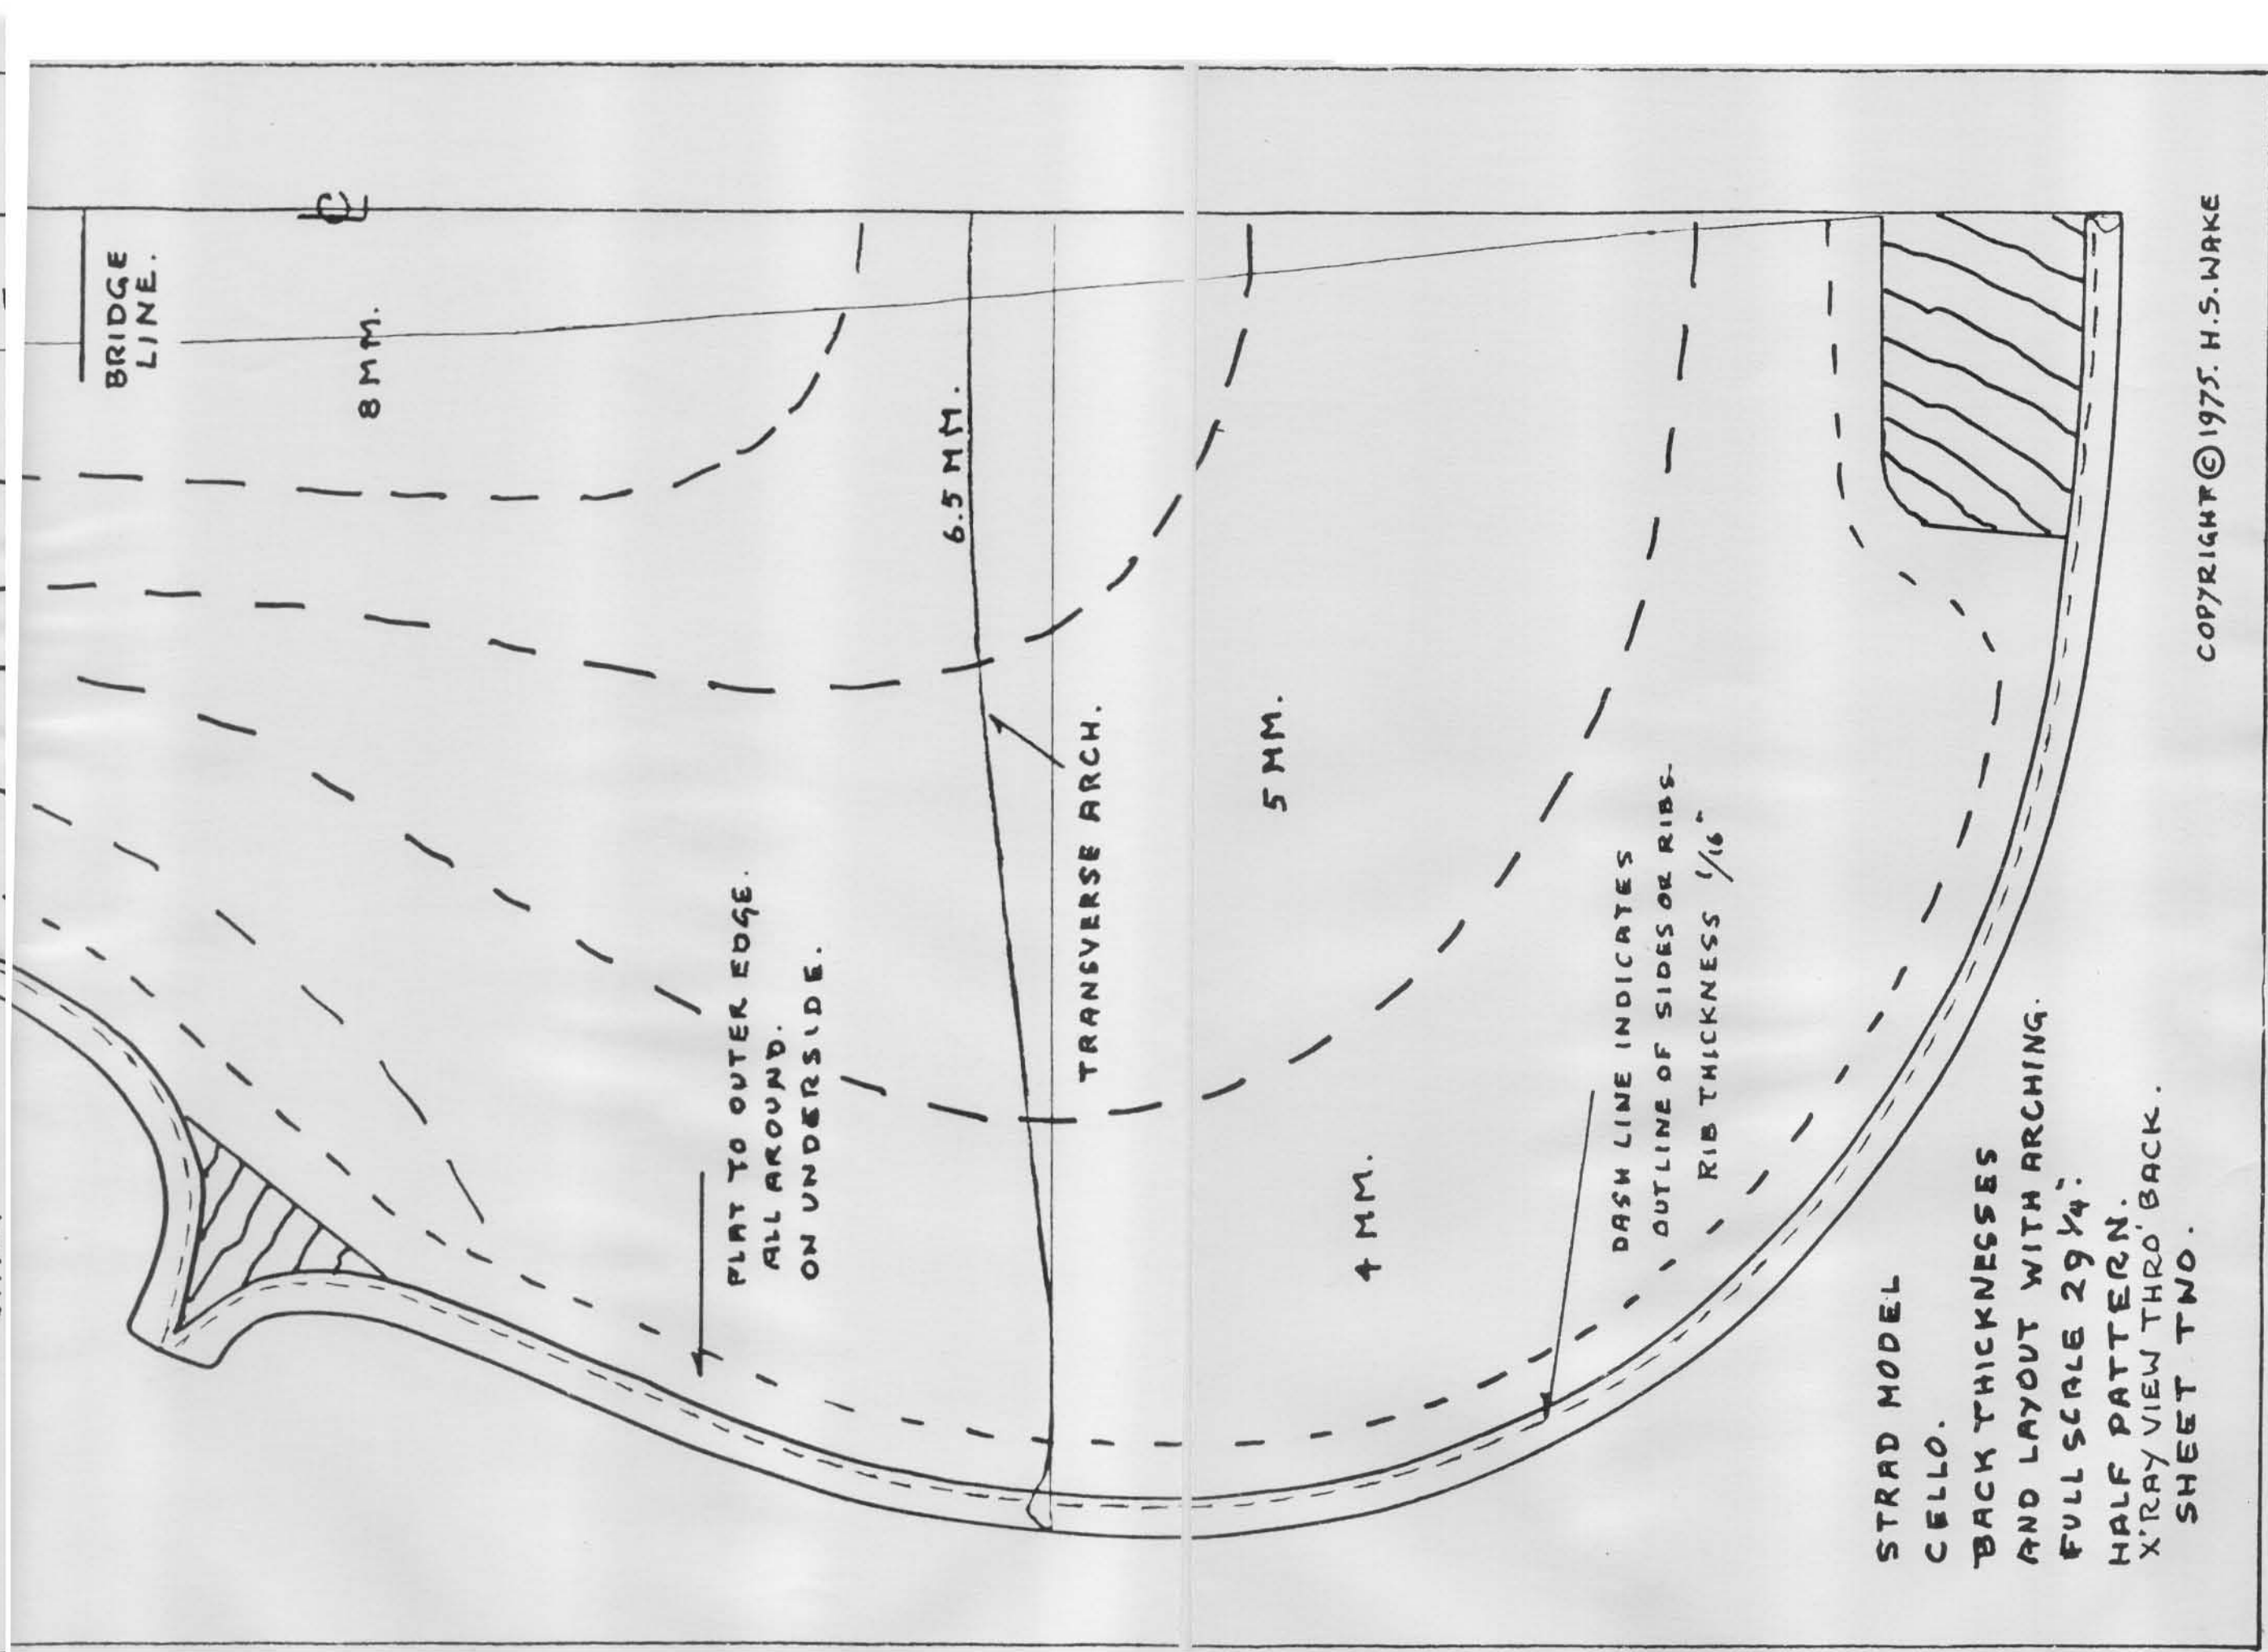 BRIDGE
LINE.
8 MM.
6.5 MM.
TRANSVERSE ARCH.
5 MM.
4 MM.
FLAT TO OUTER EDGE.
ALL AROUND.
ON UNDERSIDE.
DASH LINE INDICATES
OUTLINE OF SIDES OR RIBS
RIB THICKNESS 1/16"
STRAD MODEL
CELLO.
BACK THICKNESSES
AND LAYOUT WITH ARCHING.
FULL SCALE 29 1/4".
HALF PATTERN.
X'RAY VIEW THRO' BACK.
SHEET TWO.
COPYRIGHT © 1975. H.S. WAKE